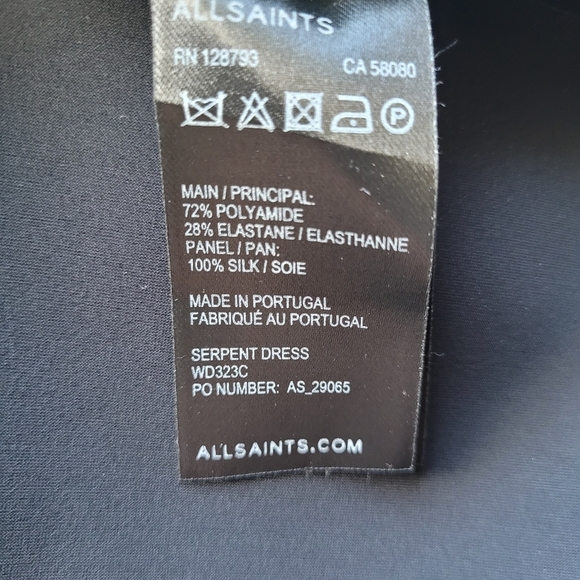 ALLSAINTS
RN 128793 CA 58080
P
MAIN / PRINCIPAL:
72% POLYAMIDE
28% ELASTANE / ELASTHANNE
PANEL / PAN:
100% SILK / SOIE
MADE IN PORTUGAL
FABRIQUÉ AU PORTUGAL
SERPENT DRESS
WD323C
PO NUMBER: AS_29065
ALLSAINTS.COM